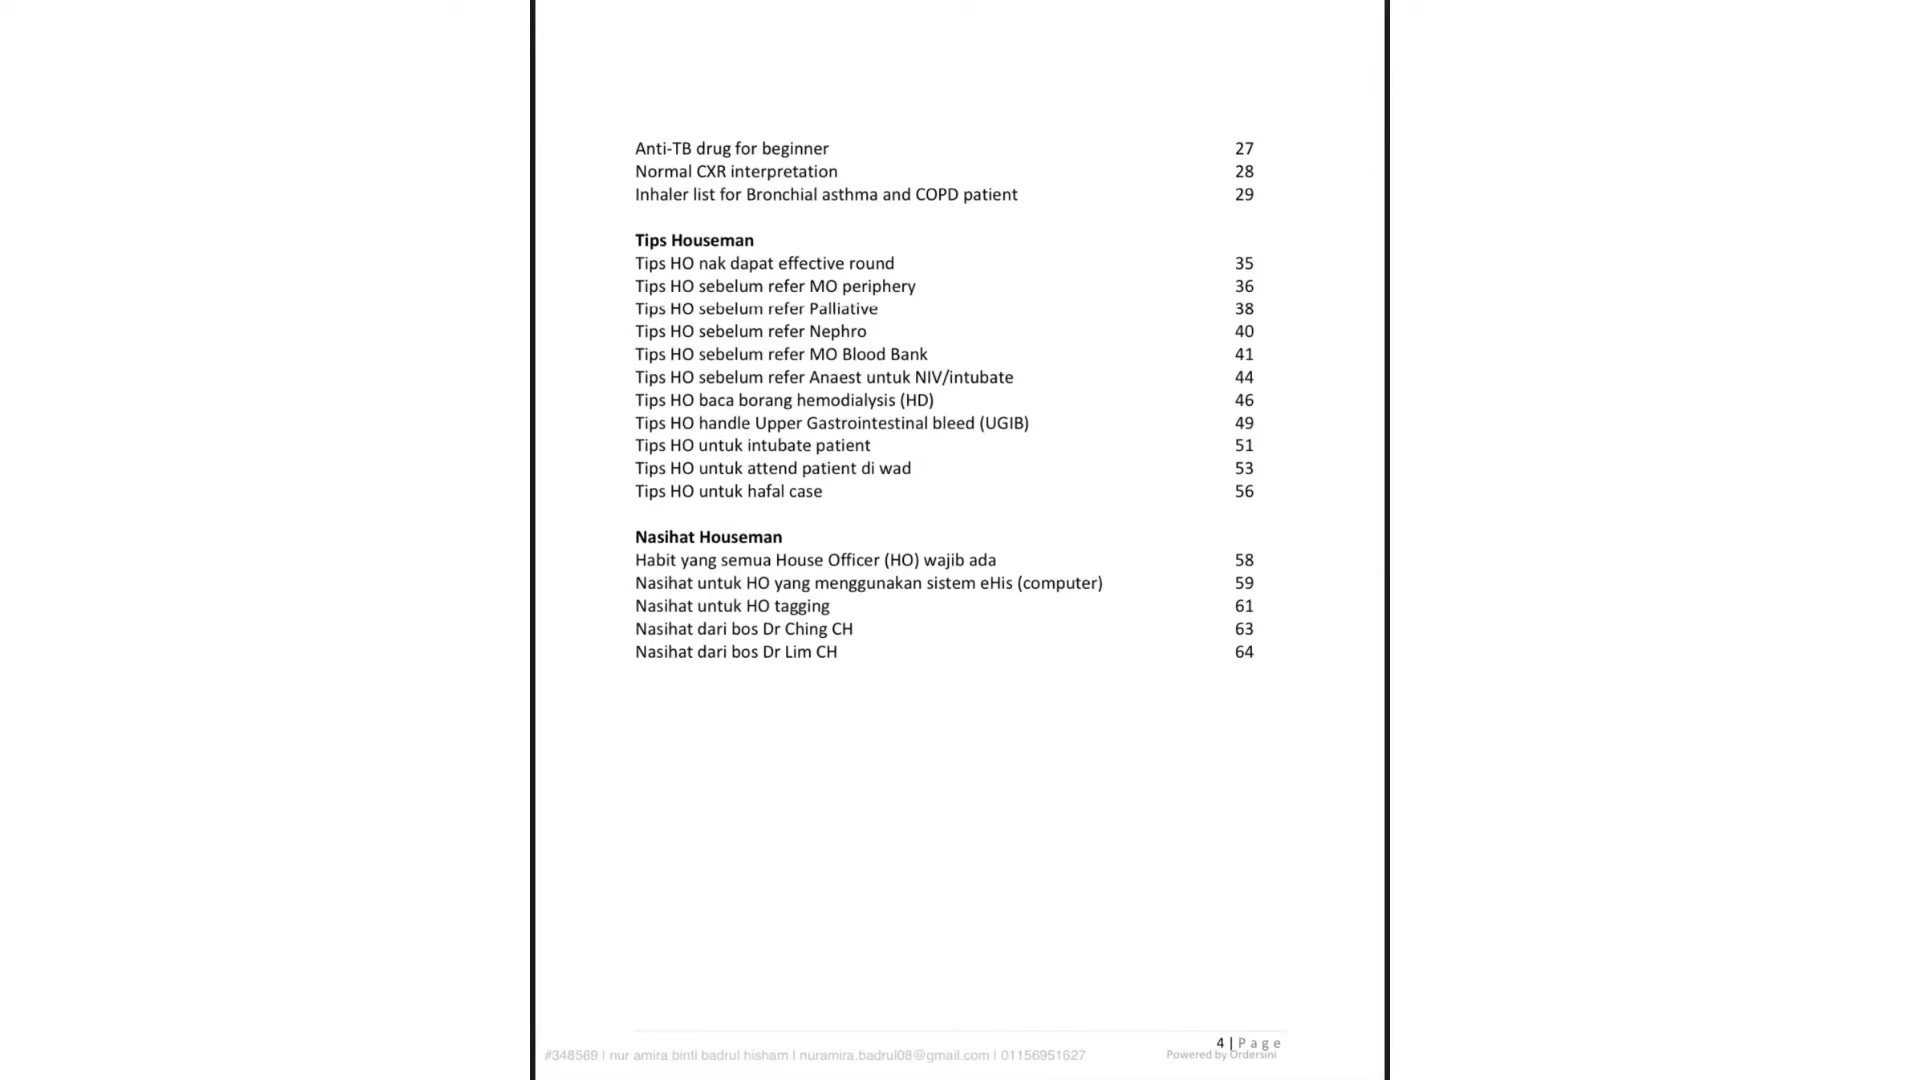 Anti-TB drug for beginner 27
Normal CXR interpretation 28
Inhaler list for Bronchial asthma and COPD patient 29
Tips Houseman
Tips HO nak dapat effective round 35
Tips HO sebelum refer MO periphery 36
Tips HO sebelum refer Palliative 38
Tips HO sebelum refer Nephro 40
Tips HO sebelum refer MO Blood Bank 41
Tips HO sebelum refer Anaest untuk NIV/intubate 44
Tips HO baca borang hemodialysis (HD) 46
Tips HO handle Upper Gastrointestinal bleed (UGIB) 49
Tips HO untuk intubate patient 51
Tips HO untuk attend patient di wad 53
Tips HO untuk hafal case 56
Nasihat Houseman
Habit yang semua House Officer (HO) wajib ada 58
Nasihat untuk HO yang menggunakan sistem eHis (computer) 59
Nasihat untuk HO tagging 61
Nasihat dari bos Dr Ching CH 63
Nasihat dari bos Dr Lim CH 64
4 | Page
#348569 | nur amira binti badrul hisham | nuramira.badrul08@gmail.com | 01156951627
Powered by Ordersini